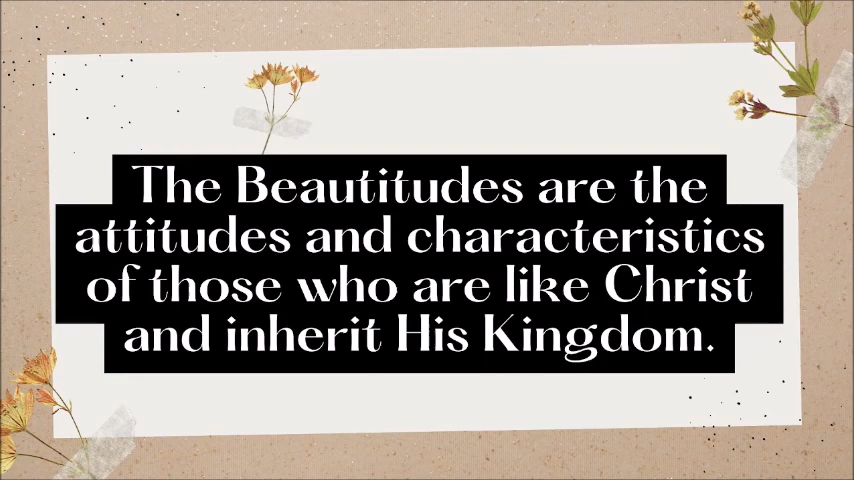 The Beautitudes are the
attitudes and characteristics
of those who are like Christ
and inherit His Kingdom.